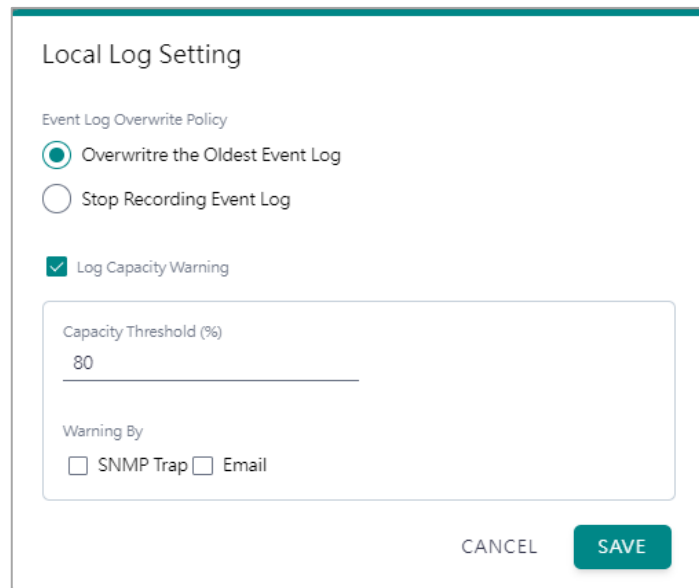 Local Log Setting
Event Log Overwrite Policy
Overwritre the Oldest Event Log
Stop Recording Event Log
Log Capacity Warning
Capacity Threshold (%)
80
Warning By
SNMP Trap Email
CANCEL SAVE